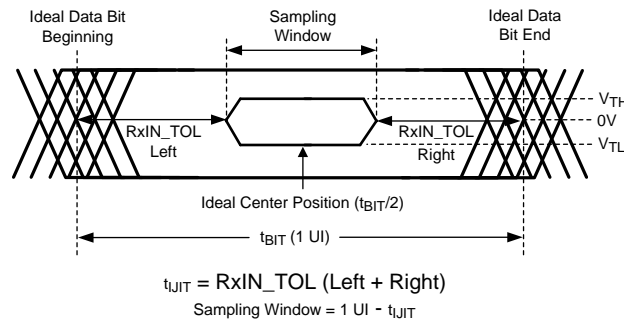 Ideal Data Bit
Beginning
Sampling
Window
Ideal Data
Bit End
VTH
0V
VTL
RxIN_TOL
Left
RxIN_TOL
Right
Ideal Center Position (tBIT/2)
tBIT (1 UI)
tIJIT = RxIN_TOL (Left + Right)
Sampling Window = 1 UI - tIJIT